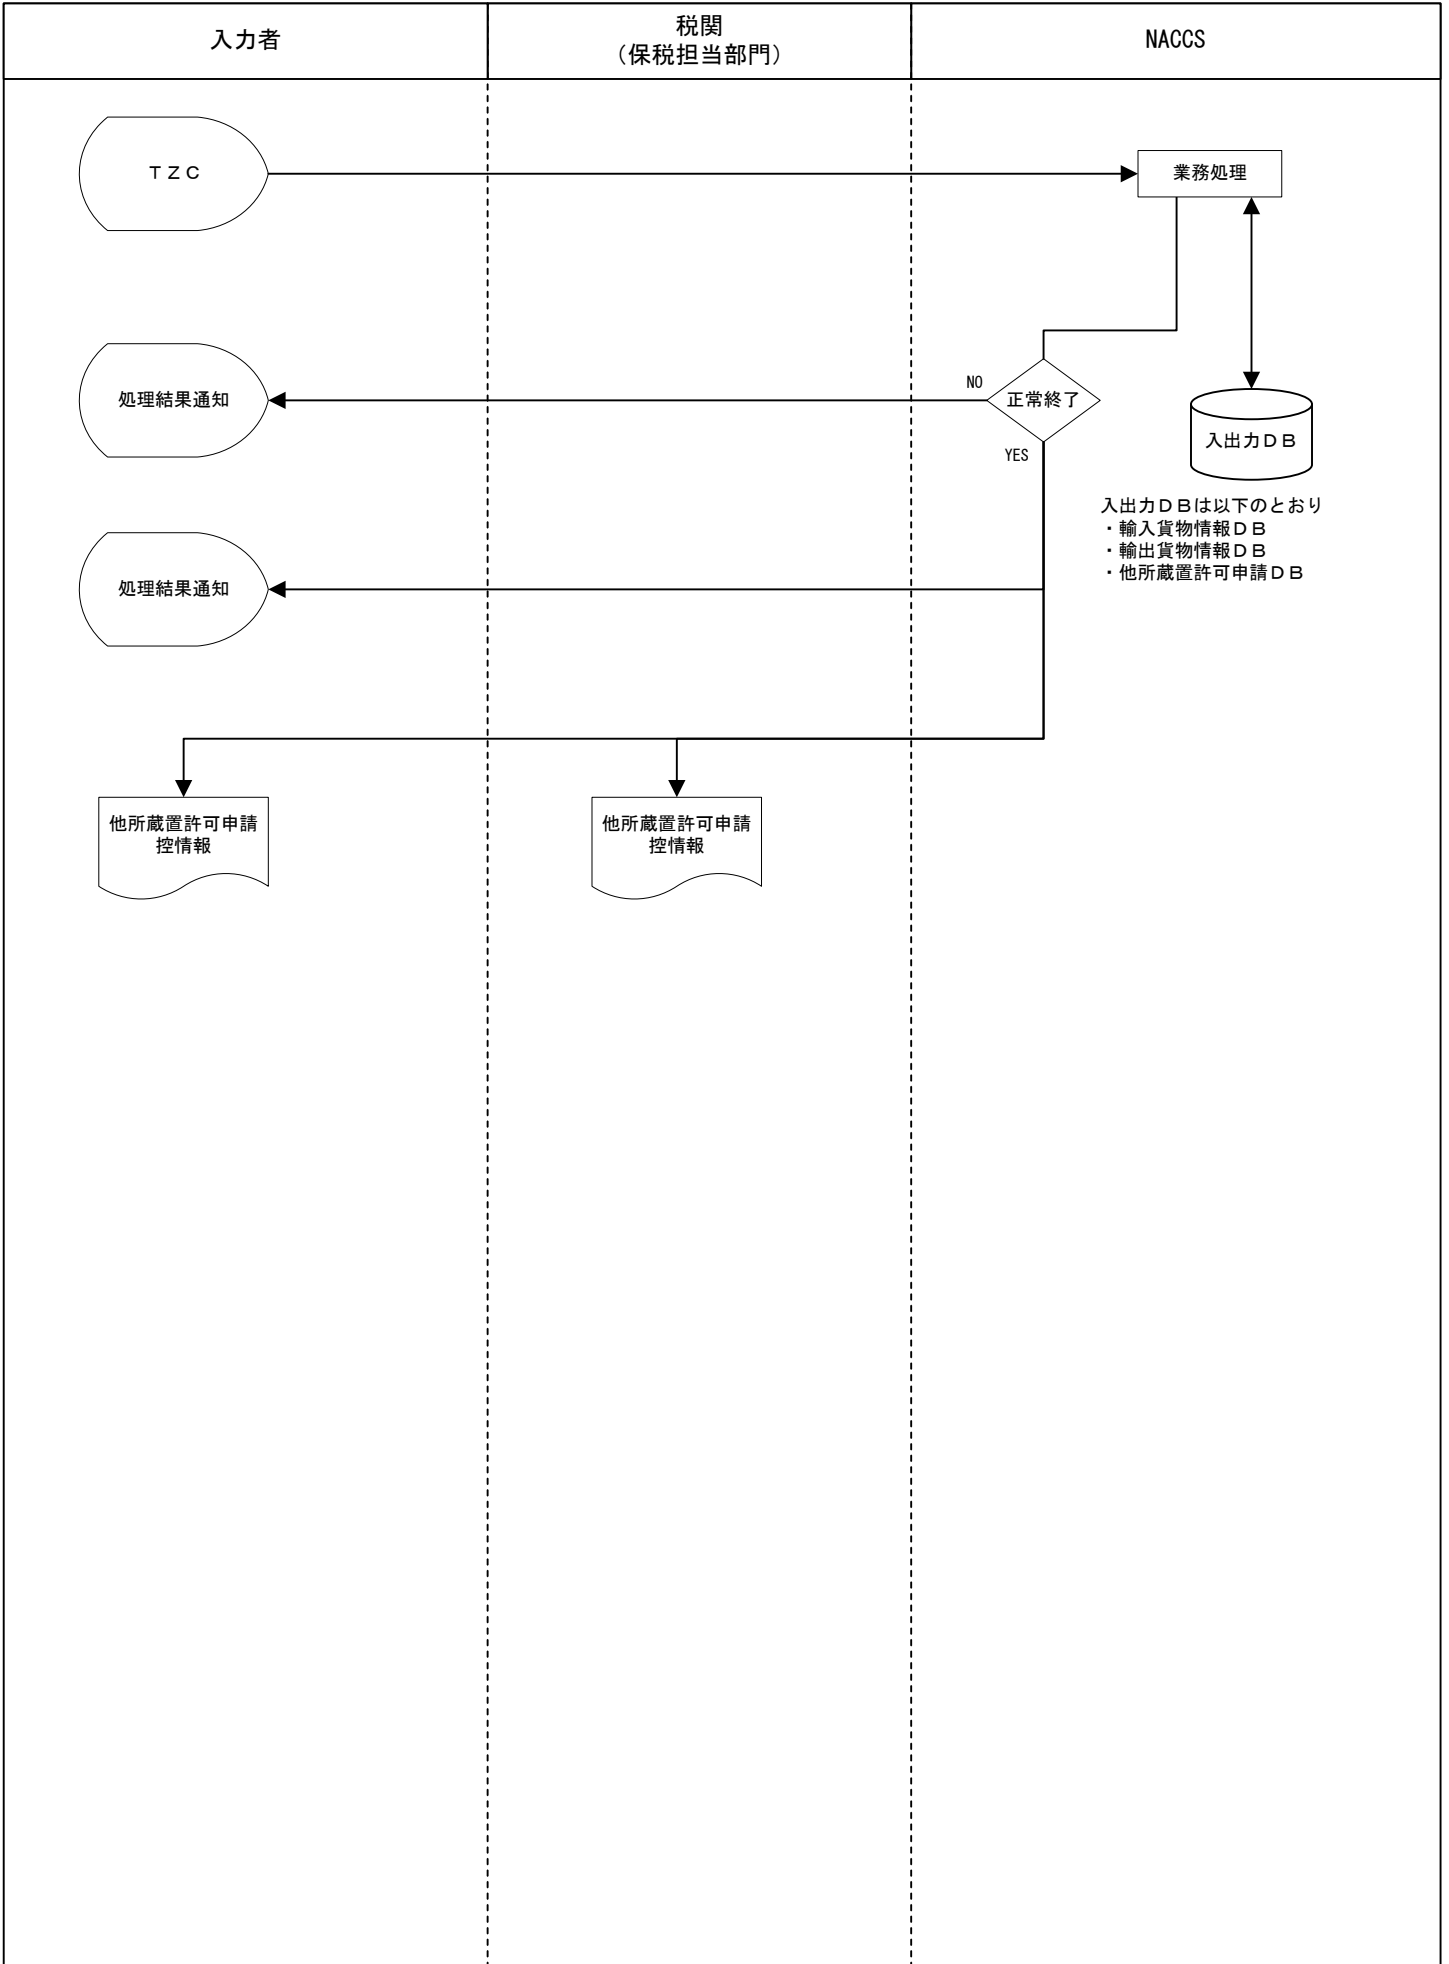 入力者
税関
（保税担当部門）
NACCS
ＴＺＣ
業務処理
処理結果通知
NO
正常終了
YES
入出力ＤＢ
入出力ＤＢは以下のとおり
・輸入貨物情報ＤＢ
・輸出貨物情報ＤＢ
・他所蔵置許可申請ＤＢ
処理結果通知
他所蔵置許可申請
控情報
他所蔵置許可申請
控情報